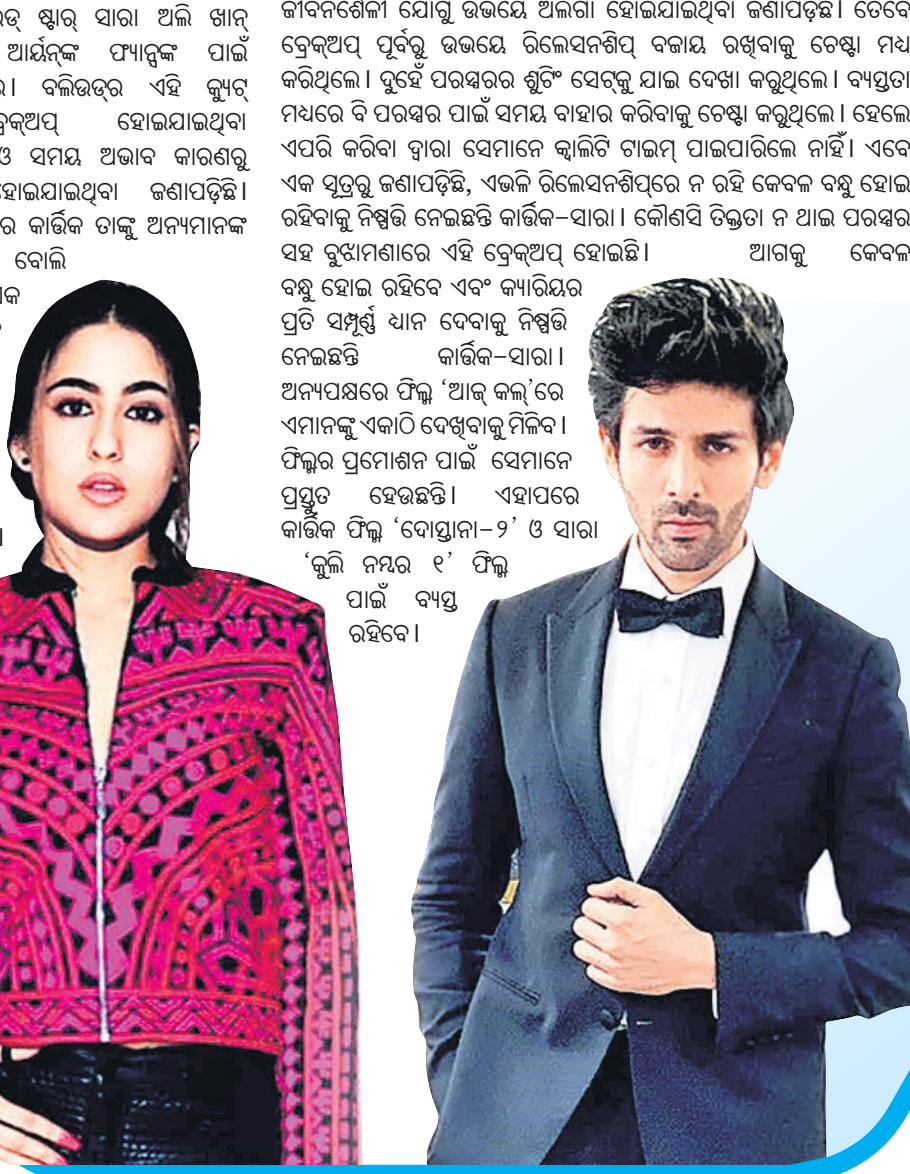 ଷ୍ଟାର୍ ସାରା ଅଲି ଖାନ୍
ଆର୍ୟନ୍‌ଙ୍କ ଫ୍ୟାନ୍ସଙ୍କ ପାଇଁ
ବଲିଉଡ୍‌ର ଏହି କ୍ୟୁଟ୍
ହୋଇଯାଇଥିବା
ଓ ସମୟ ଅଭାବ କାରଣରୁ
ହୋଇଯାଇଥିବା ଜଣାପଡ଼ିଛି।
କାର୍ତ୍ତିକ ତାଙ୍କୁ ଅନ୍ୟମାନଙ୍କ
ବୋଲି
ଜୀବନଶୈଳୀ ଯୋଗୁ ଉଭୟେ ଅଲଗା ହୋଇଯାଇଥିବା ଜଣାପଡ଼ିଛି। ତେବେ
ବ୍ରେକ୍‌ଅପ୍ ପୂର୍ବରୁ ଉଭୟେ ରିଲେସନଶିପ୍ ବଜାୟ ରଖିବାକୁ ଚେଷ୍ଟା ମଧ୍ୟ
କରିଥିଲେ। ଦୁହେଁ ପରସ୍ପରର ଶୁଟିଂ ସେଟ୍‌କୁ ଯାଇ ଦେଖା କରୁଥିଲେ। ବ୍ୟସ୍ତତା
ମଧ୍ୟରେ ବି ପରସ୍ପର ପାଇଁ ସମୟ ବାହାର କରିବାକୁ ଚେଷ୍ଟା କରୁଥିଲେ। ହେଲେ
ଏପରି କରିବା ଦ୍ୱାରା ସେମାନେ କ୍ୱାଲିଟି ଟାଇମ୍ ପାଇପାରିଲେ ନାହିଁ। ଏବେ
ଏକ ସୂତ୍ରରୁ ଜଣାପଡ଼ିଛି, ଏଭଳି ରିଲେସନଶିପ୍‌ରେ ନ ରହି କେବଳ ବନ୍ଧୁ ହୋଇ
ରହିବାକୁ ନିଷ୍ପତ୍ତି ନେଇଛନ୍ତି କାର୍ତ୍ତିକ-ସାରା। କୌଣସି ତିକ୍ତତା ନ ଥାଇ ପରସ୍ପର
ସହ ବୁଝାମଣାରେ ଏହି ବ୍ରେକ୍‌ଅପ୍ ହୋଇଛି। ଆଗକୁ କେବଳ
ବନ୍ଧୁ ହୋଇ ରହିବେ ଏବଂ କ୍ୟାରିୟର
ପ୍ରତି ସମ୍ପୂର୍ଣ୍ଣ ଧ୍ୟାନ ଦେବାକୁ ନିଷ୍ପତ୍ତି
ନେଇଛନ୍ତି କାର୍ତ୍ତିକ-ସାରା।
ଅନ୍ୟପକ୍ଷରେ ଫିଲ୍ମ ‘ଆଜ୍ କଲ୍’ରେ
ଏମାନଙ୍କୁ ଏକାଠି ଦେଖିବାକୁ ମିଳିବ।
ଫିଲ୍ମର ପ୍ରମୋଶନ ପାଇଁ ସେମାନେ
ପ୍ରସ୍ତୁତ ହେଉଛନ୍ତି। ଏହାପରେ
କାର୍ତ୍ତିକ ଫିଲ୍ମ ‘ଦୋସ୍ତାନା-୨’ ଓ ସାରା
‘କୁଲି ନମ୍ବର ୧’ ଫିଲ୍ମ
ପାଇଁ ବ୍ୟସ୍ତ
ରହିବେ।